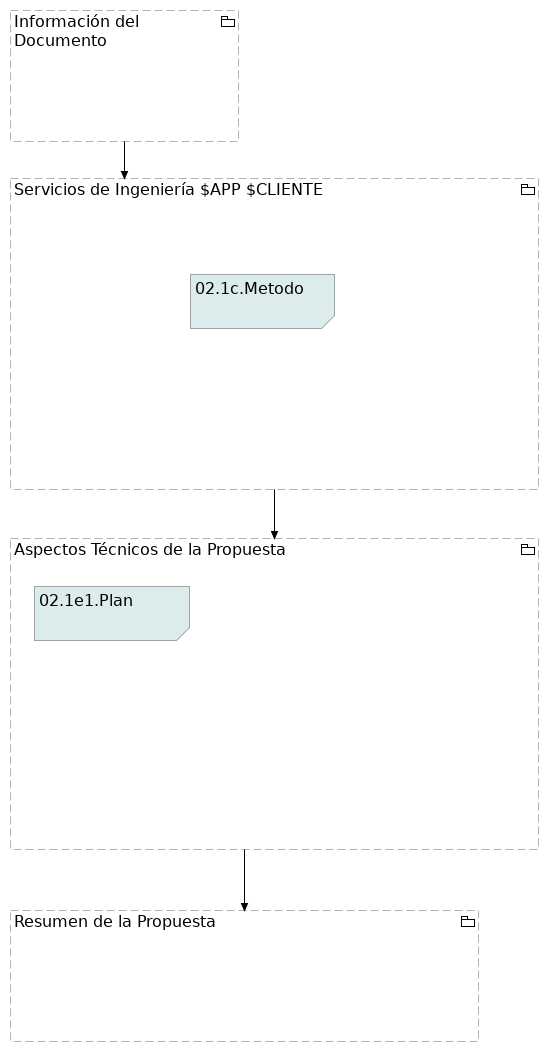 Información del
Documento
Servicios de Ingeniería $APP $CLIENTE
02.1c.Metodo
Aspectos Técnicos de la Propuesta
02.1e1.Plan
Resumen de la Propuesta